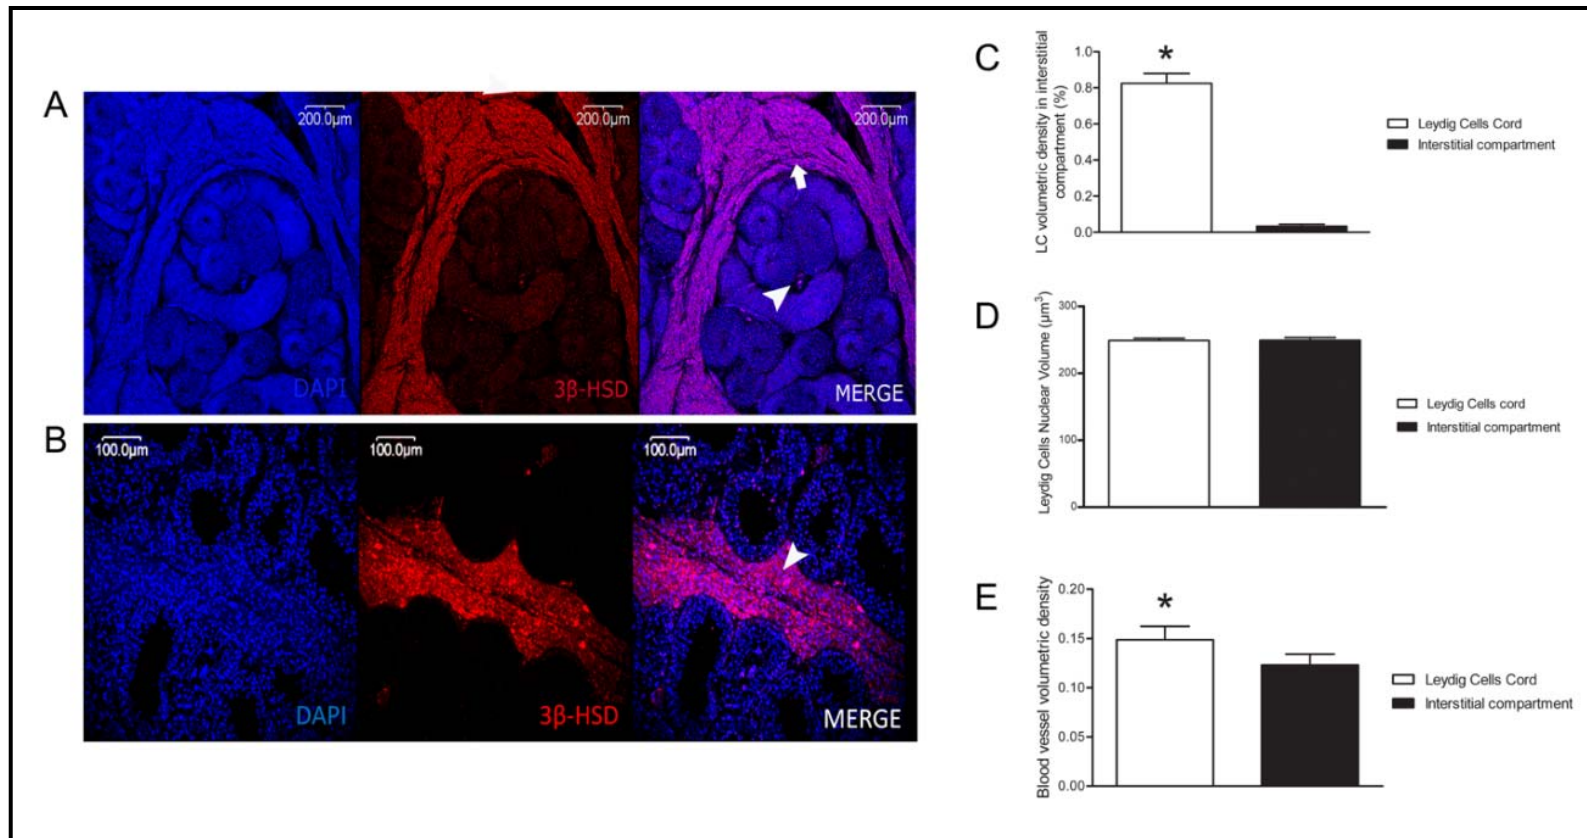 A
200.0µm
200.0µm
200.0µm
DAPI
3β-HSD
MERGE
B
100.0µm
100.0µm
100.0µm
DAPI
3β-HSD
MERGE
C
LC volumetric density in interstitial
compartment (%)
1.0
0.8
0.6
0.4
0.2
0.0
*
Leydig Cells Cord
Interstitial compartment
D
Leydig Cells Nuclear Volume (µm³)
300
200
100
0
Leydig Cells cord
Interstitial compartment
E
Blood vessel volumetric density
0.20
0.15
0.10
0.05
0.00
*
Leydig Cells Cord
Interstitial compartment